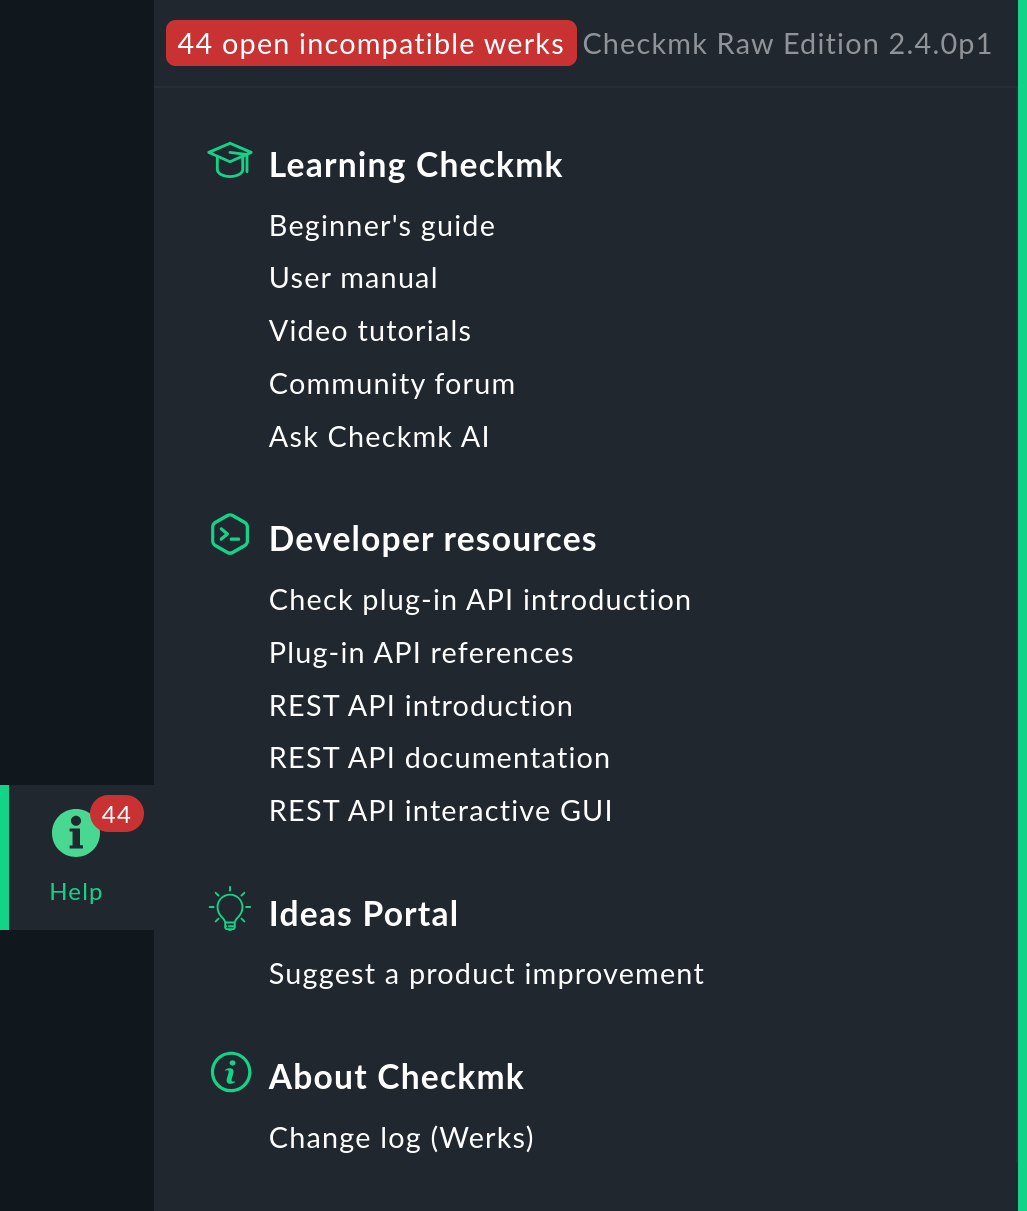 44 open incompatible werks Checkmk Raw Edition 2.4.0p1
Learning Checkmk
Beginner's guide
User manual
Video tutorials
Community forum
Ask Checkmk AI
Developer resources
Check plug-in API introduction
Plug-in API references
REST API introduction
REST API documentation
REST API interactive GUI
44
Help
Ideas Portal
Suggest a product improvement
About Checkmk
Change log (Werks)